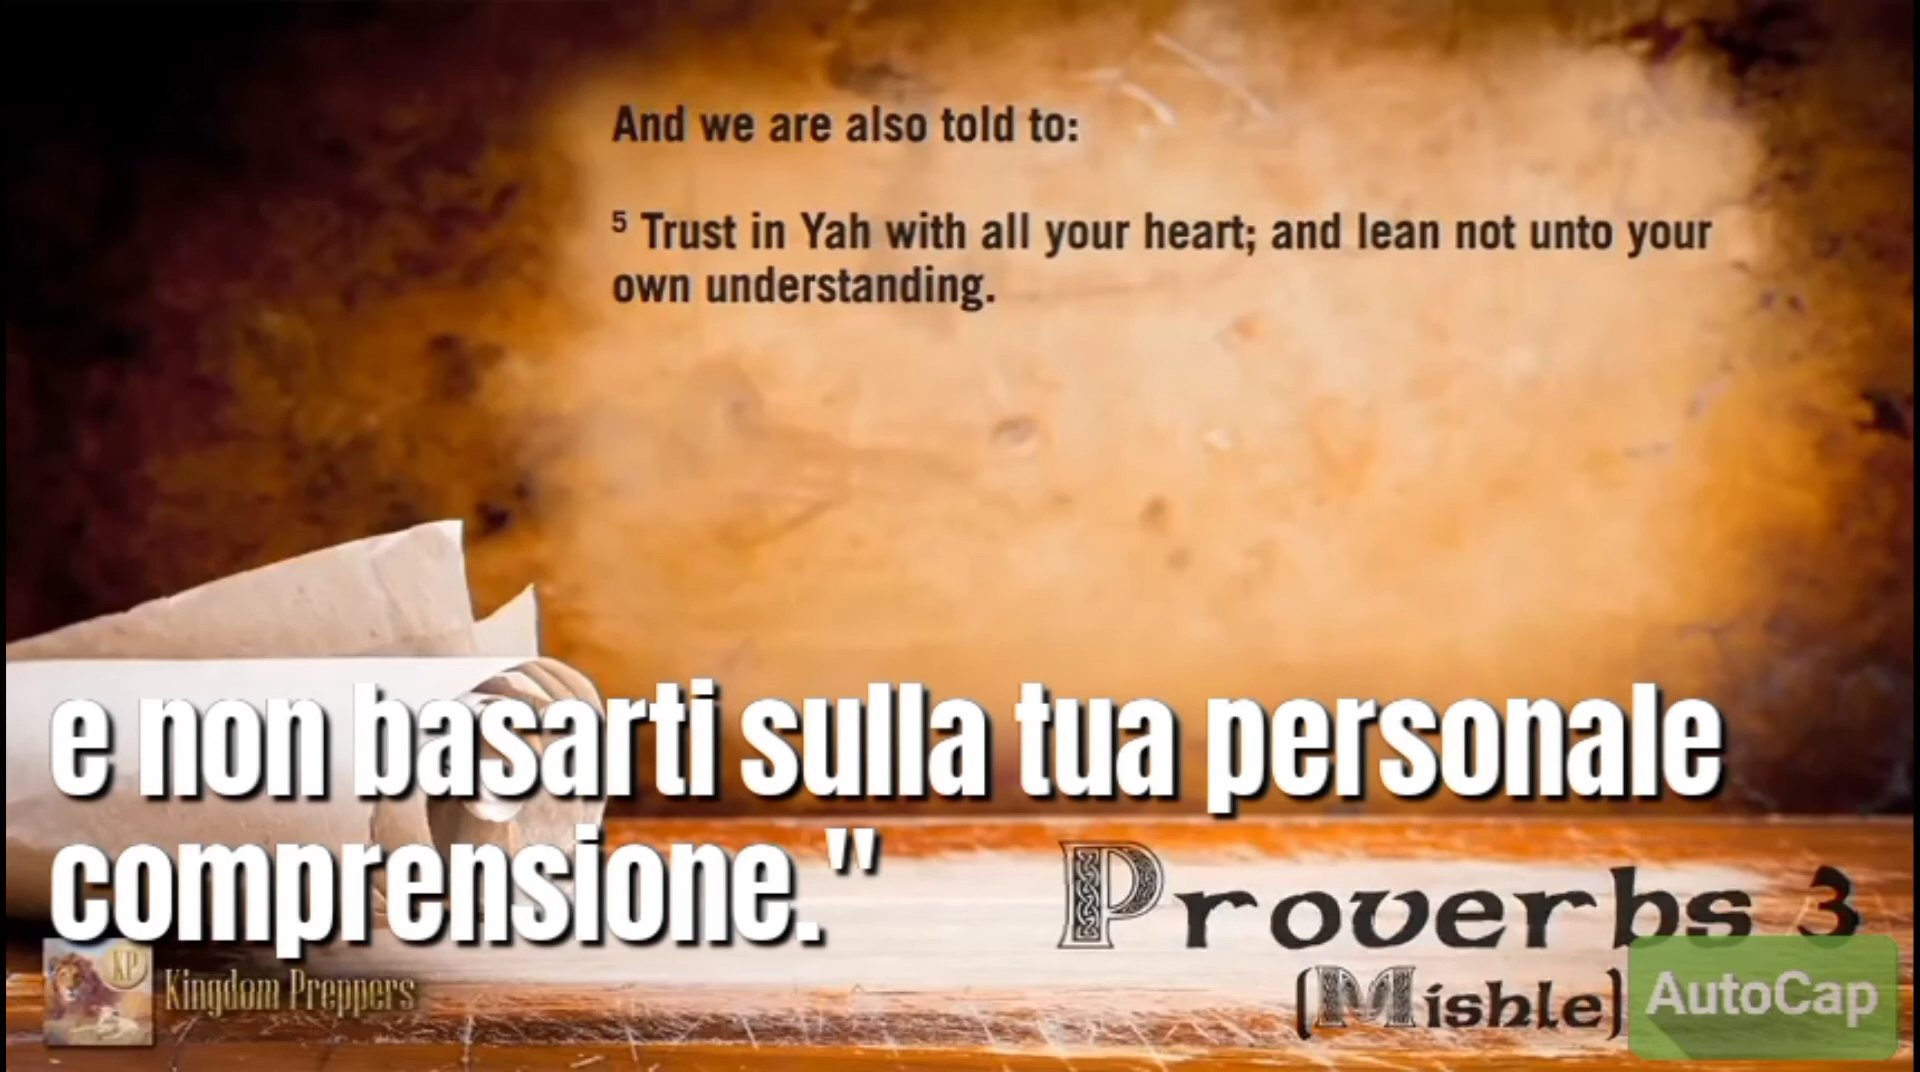 And we are also told to:
5 Trust in Yah with all your heart; and lean not unto your
own understanding.
e non basarti sulla tua personale
comprensione."
Proverbs 3
(Mishle)
KP
Kingdom Preppers
AutoCap